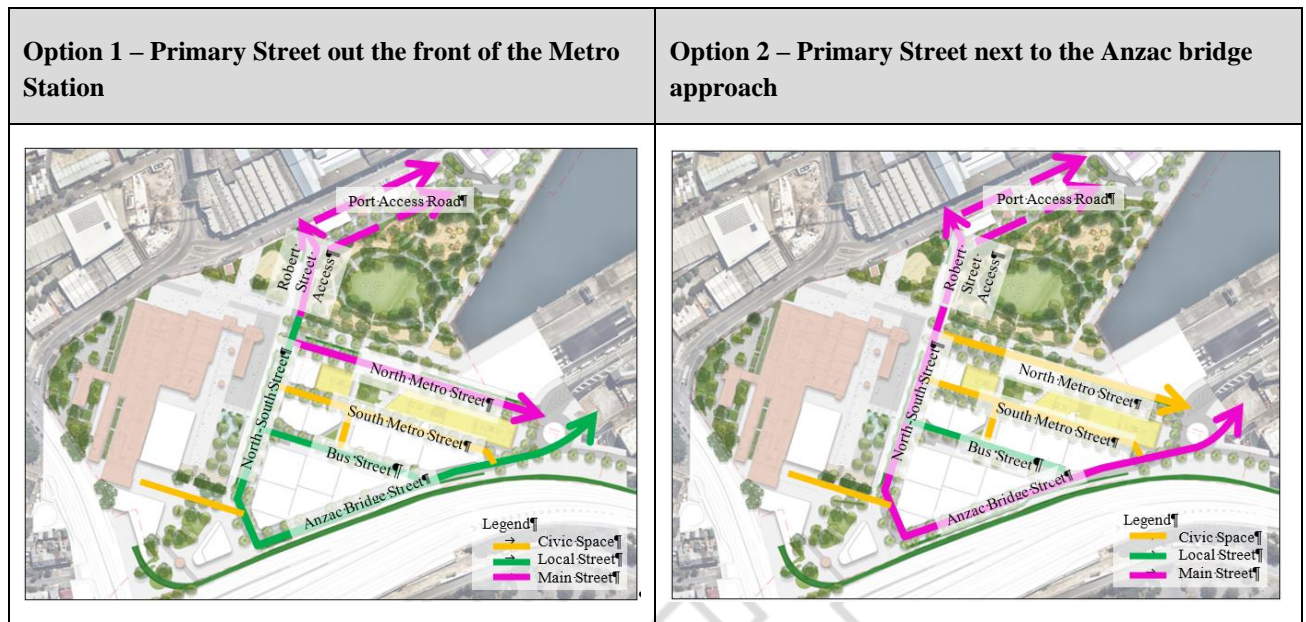 Option 1 – Primary Street out the front of the Metro
Station
Option 2 – Primary Street next to the Anzac bridge
approach
Port·Access·Road¶
Robert·
Street·
Access¶
North·South·Street¶
North·Metro·Street¶
South·Metro·Street¶
Bus·Street¶
Anzac·Bridge·Street¶
Legend¶
→ Civic·Space¶
→ Local·Street¶
→ Main·Street¶
Port·Access·Road¶
Robert·
Street·
Access¶
North·South·Street¶
North·Metro·Street¶
South·Metro·Street¶
Bus·Street¶
Anzac·Bridge·Street¶
Legend¶
→ Civic·Space¶
→ Local·Street¶
→ Main·Street¶